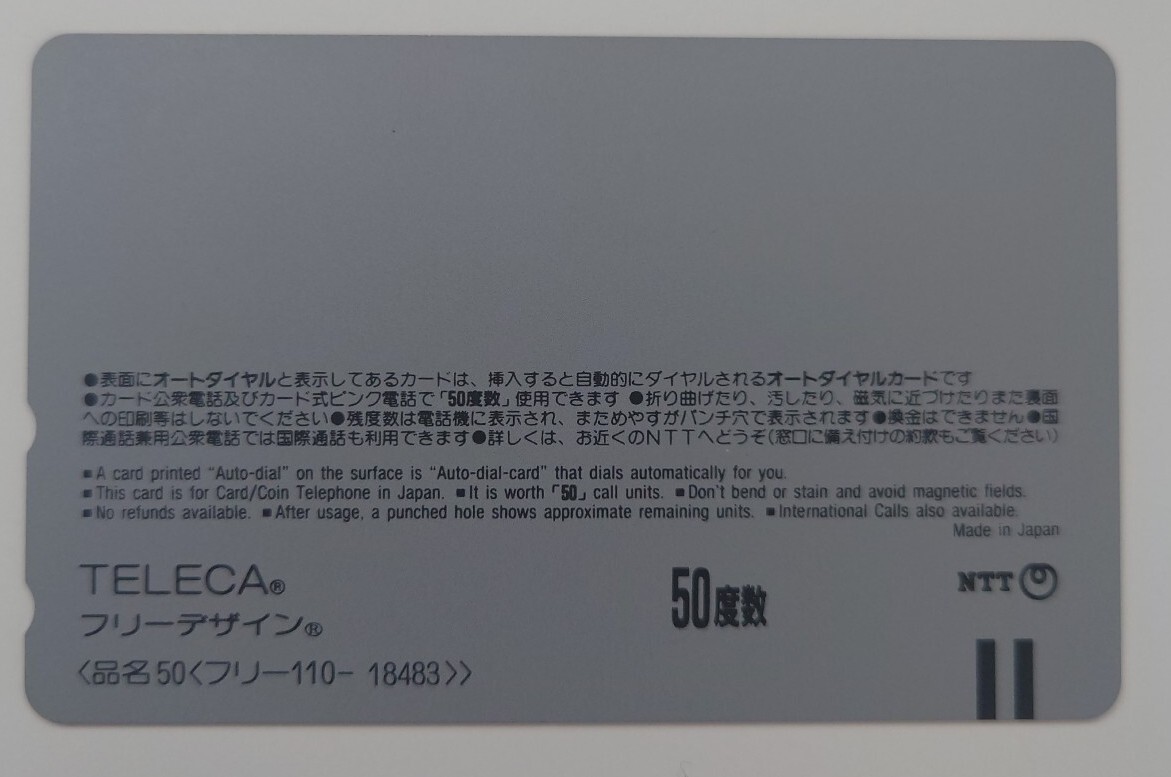 ●表面にオートダイヤルと表示してあるカードは、挿入すると自動的にダイヤルされるオートダイヤルカードです
●カード公衆電話及びカード式ピンク電話で「50度数」使用できます ●折り曲げたり、汚したり、磁気に近づけたりまた裏面
への印刷等はしないでください●残度数は電話機に表示され、まためやすがパンチ穴で表示されます●換金はできません●国
際通話兼用公衆電話では国際通話も利用できます●詳しくは、お近くのNTTへどうぞ(窓口に備え付けの約款もご覧ください)
■A card printed “Auto-dial” on the surface is “Auto-dial-card” that dials automatically for you.
■This card is for Card/Coin Telephone in Japan. ■It is worth「50」call units. ■Don't bend or stain and avoid magnetic fields.
■No refunds available. ■After usage, a punched hole shows approximate remaining units. ■International Calls also available.
Made in Japan
TELECA®
フリーデザイン®
〈品名50〈フリー110- 18483〉〉
50度数
NTT